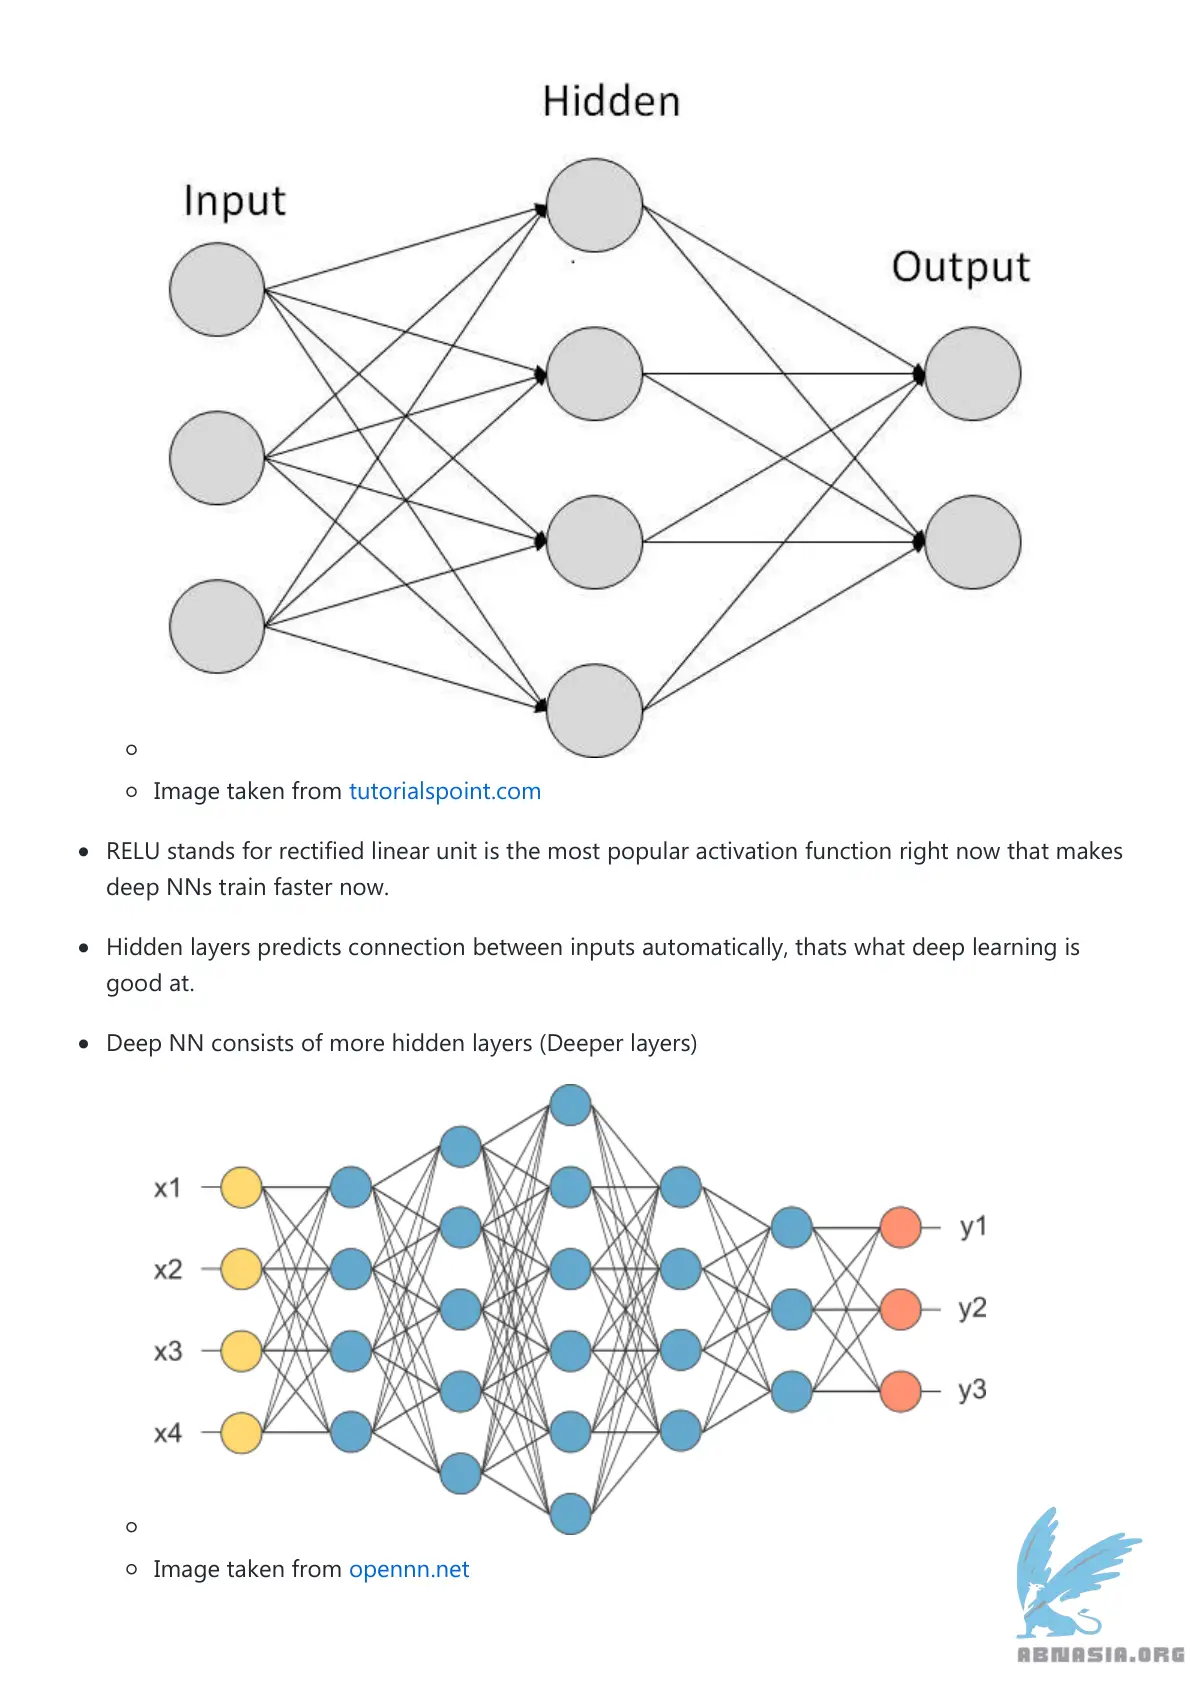 Hidden
Input
Output
Image taken from tutorialspoint.com
RELU stands for rectified linear unit is the most popular activation function right now that makes
deep NNs train faster now.
Hidden layers predicts connection between inputs automatically, thats what deep learning is
good at.
Deep NN consists of more hidden layers (Deeper layers)
x1
x2
x3
x4
y1
y2
y3
Image taken from opennn.net
ABNASIA.ORG